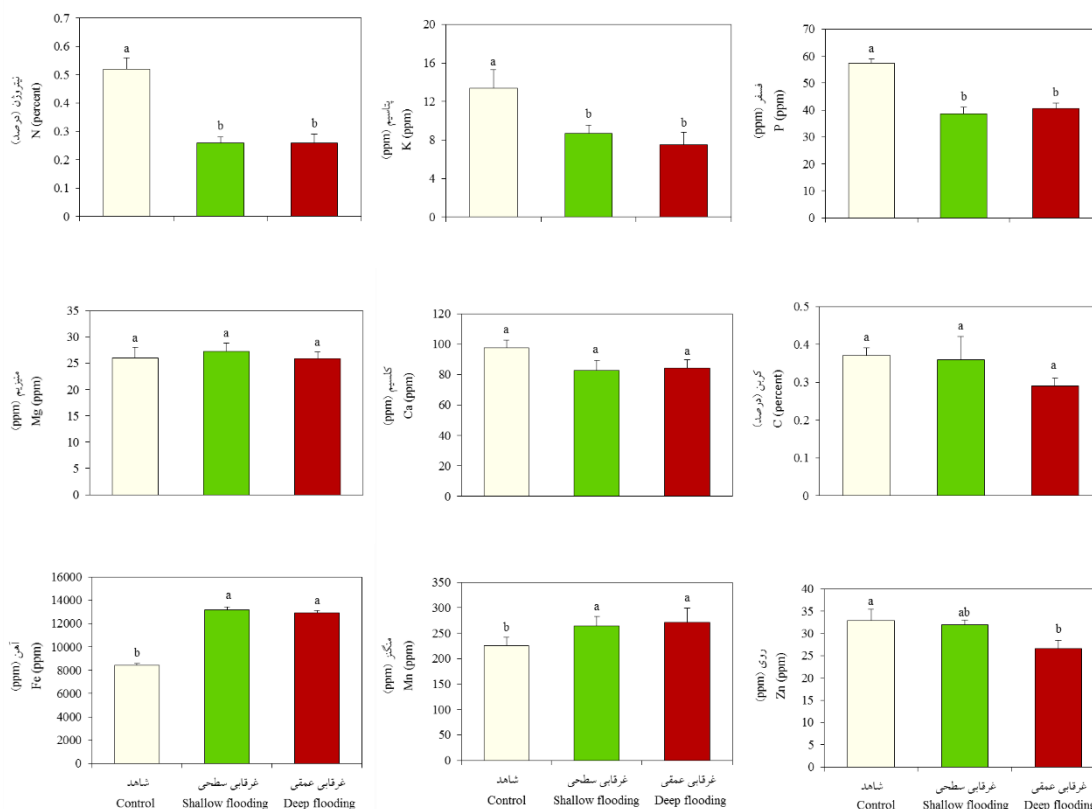 نیتروژن (درصد)
N (percent)
0.7
0.6
0.5
0.4
0.3
0.2
0.1
0
a
b
b
پتاسیم (ppm)
K (ppm)
20
16
12
8
4
0
a
b
b
فسفر (ppm)
P (ppm)
70
60
50
40
30
20
10
0
a
b
b
منیزیم (ppm)
Mg (ppm)
35
30
25
20
15
10
5
0
a
a
a
کلسیم (ppm)
Ca (ppm)
120
100
80
60
40
20
0
a
a
a
کربن (درصد)
C (percent)
0.5
0.4
0.3
0.2
0.1
0
a
a
a
آهن (ppm)
Fe (ppm)
16000
14000
12000
10000
8000
6000
4000
2000
0
b
a
a
شاهد غرقابی سطحی غرقابی عمقی
Control Shallow flooding Deep flooding
منگنز (ppm)
Mn (ppm)
350
300
250
200
150
100
50
0
b
a
a
شاهد غرقابی سطحی غرقابی عمقی
Control Shallow flooding Deep flooding
روی (ppm)
Zn (ppm)
40
35
30
25
20
15
10
5
0
a
ab
b
شاهد غرقابی سطحی غرقابی عمقی
Control Shallow flooding Deep flooding